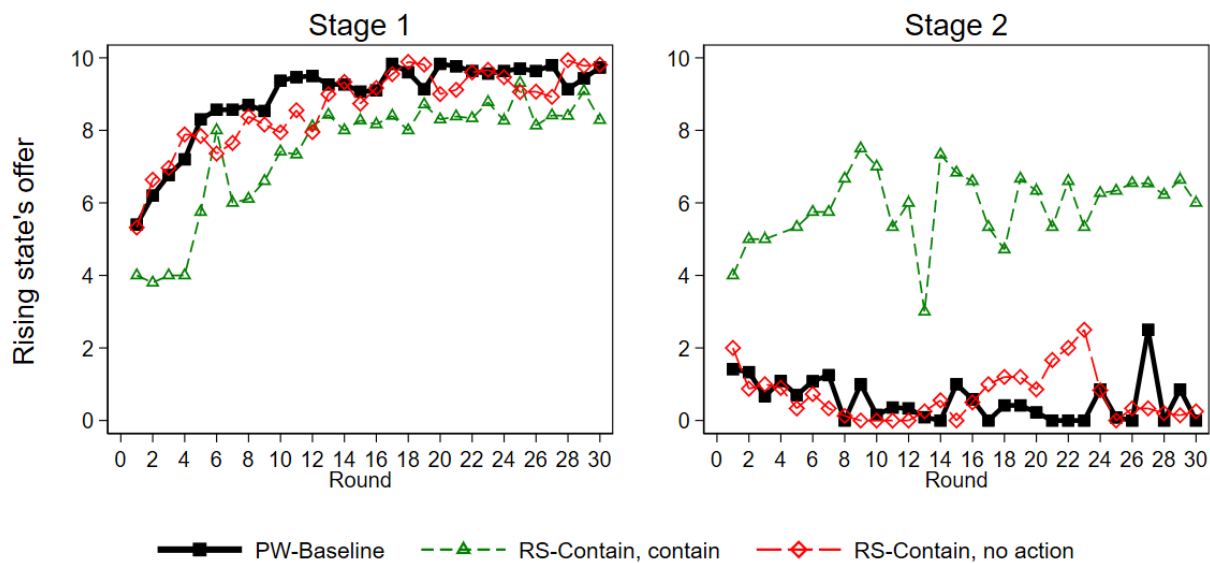 Stage 1
Stage 2
Rising state's offer
10
8
6
4
2
0
0 2 4 6 8 10 12 14 16 18 20 22 24 26 28 30
Round
10
8
6
4
2
0
0 2 4 6 8 10 12 14 16 18 20 22 24 26 28 30
Round
PW-Baseline RS-Contain, contain RS-Contain, no action